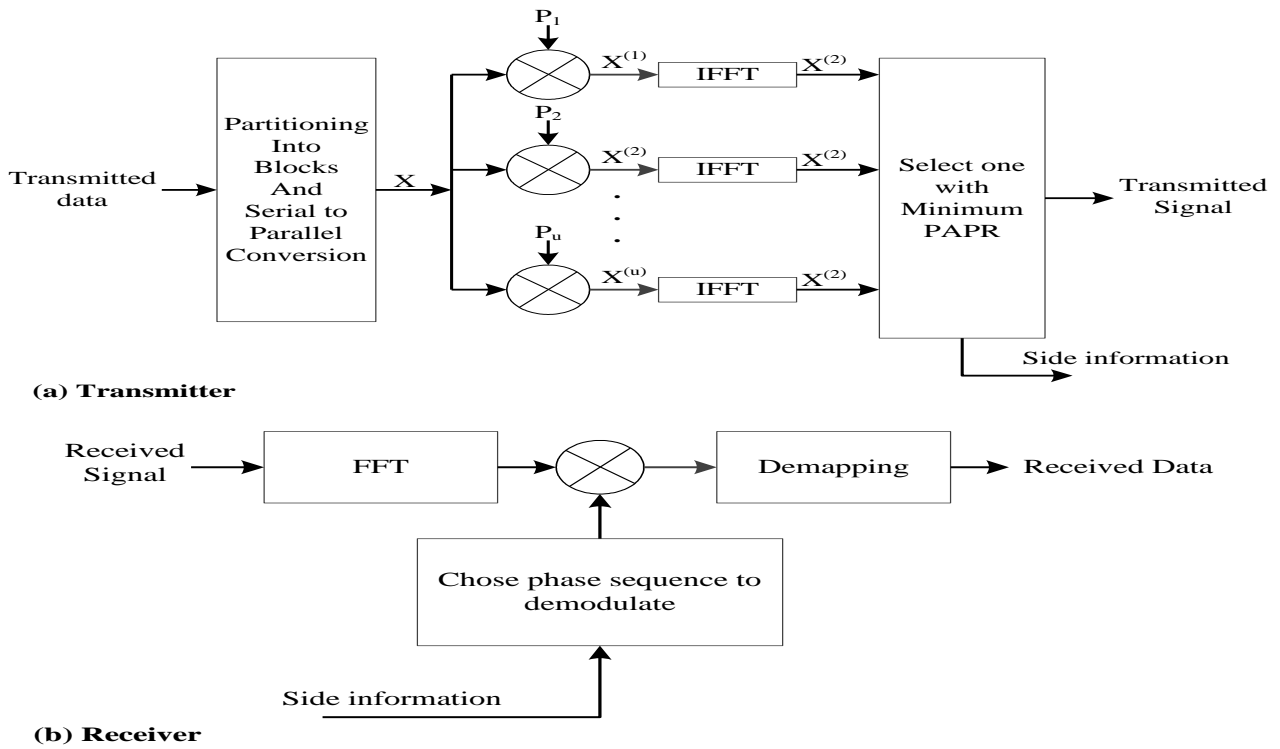 P₁
X⁽¹⁾
IFFT
X⁽²⁾
Partitioning
Into
Blocks
And
Serial to
Parallel
Conversion
Transmitted
data
X
P₂
X⁽²⁾
IFFT
X⁽²⁾
Select one
with
Minimum
PAPR
Transmitted
Signal
Pᵤ
X⁽ᵘ⁾
IFFT
X⁽²⁾
Side information
(a) Transmitter
Received
Signal
FFT
Demapping
Received Data
Chose phase sequence to
demodulate
Side information
(b) Receiver